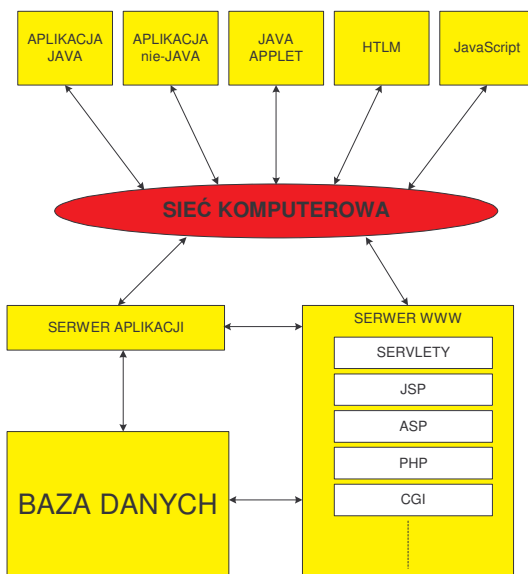 APLIKACJA
JAVA
APLIKACJA
nie-JAVA
JAVA
APPLET
HTLM
JavaScript
SIEĆ KOMPUTEROWA
SERWER APLIKACJI
SERWER WWW
SERVLETY
JSP
ASP
PHP
CGI
BAZA DANYCH